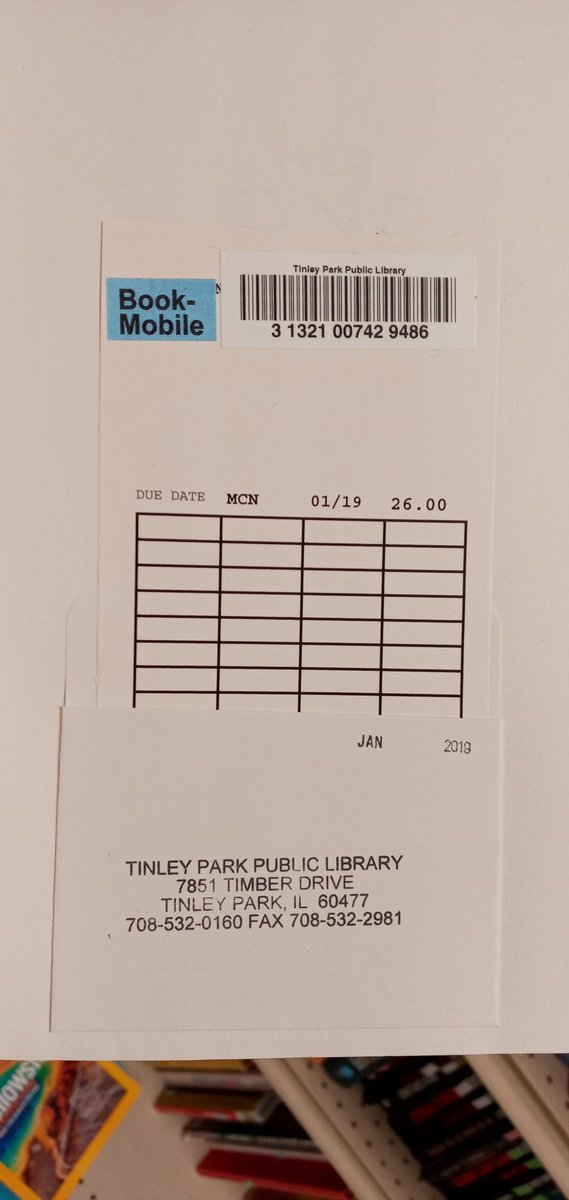 Tinley Park Public Library
Book-
Mobile
3 1321 00742 9486
DUE DATE MCN 01/19 26.00
JAN 2019
TINLEY PARK PUBLIC LIBRARY
7851 TIMBER DRIVE
TINLEY PARK, IL 60477
708-532-0160 FAX 708-532-2981